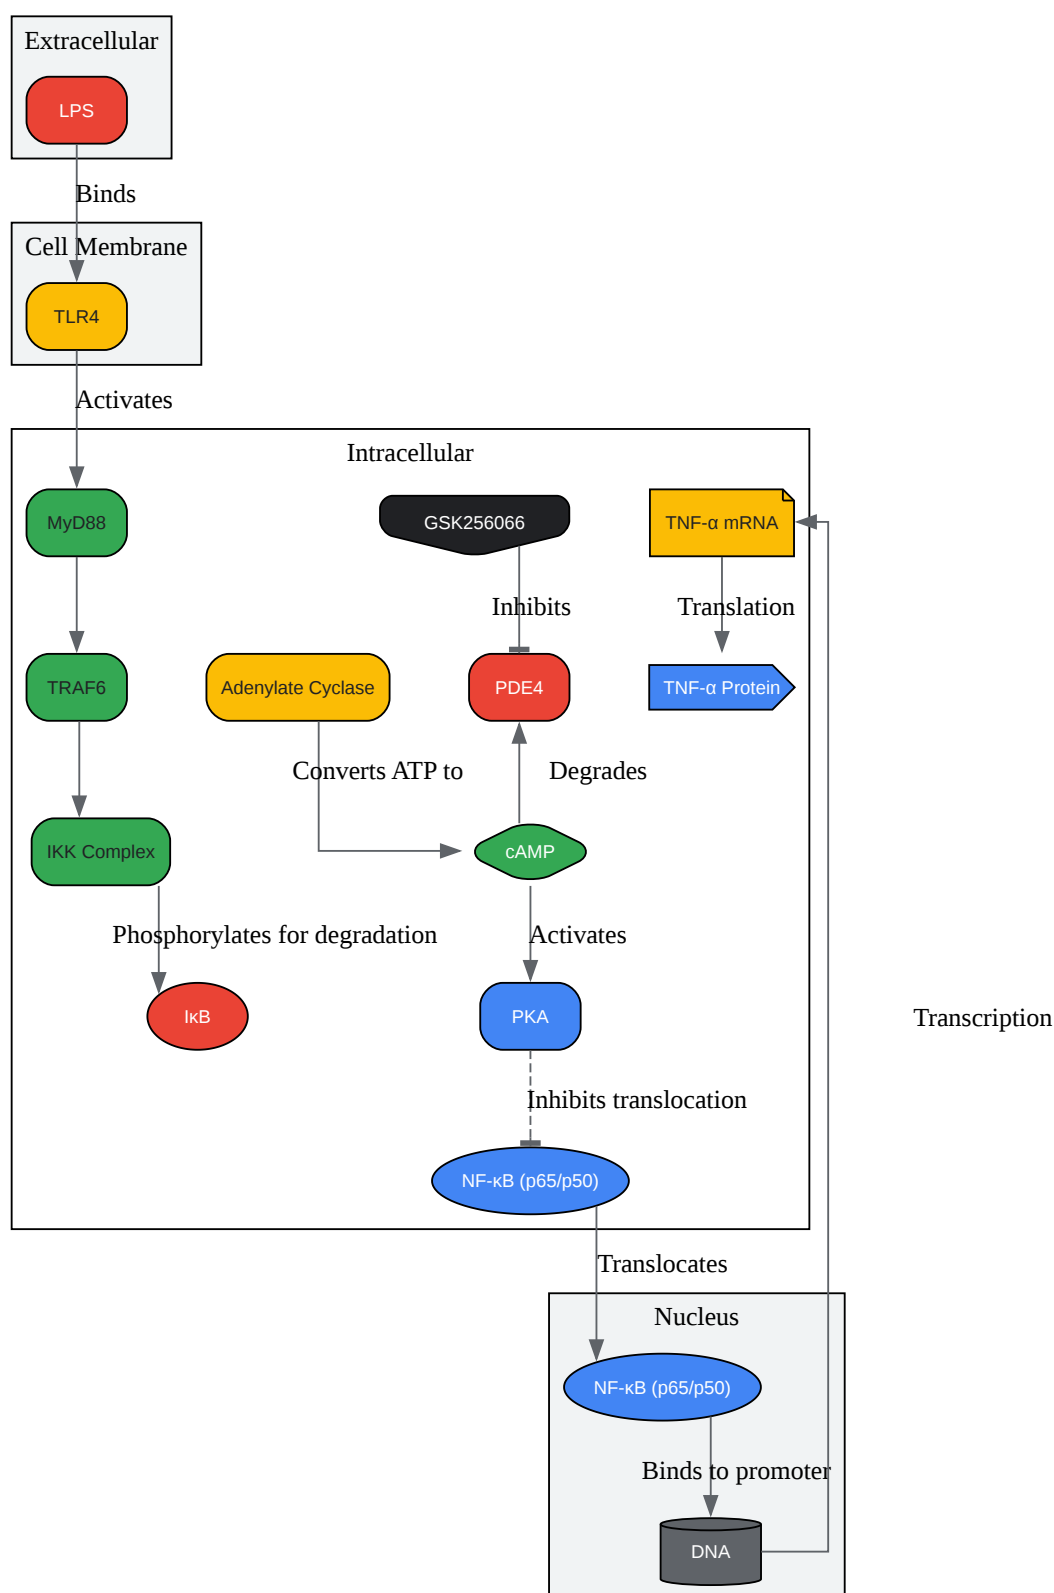 Extracellular
LPS
Binds
Cell Membrane
TLR4
Activates
Intracellular
MyD88
GSK256066
TNF-α mRNA
Inhibits
Translation
TRAF6
Adenylate Cyclase
PDE4
TNF-α Protein
Converts ATP to
Degrades
IKK Complex
cAMP
Phosphorylates for degradation
Activates
IκB
PKA
Transcription
Inhibits translocation
NF-κB (p65/p50)
Translocates
Nucleus
NF-κB (p65/p50)
Binds to promoter
DNA